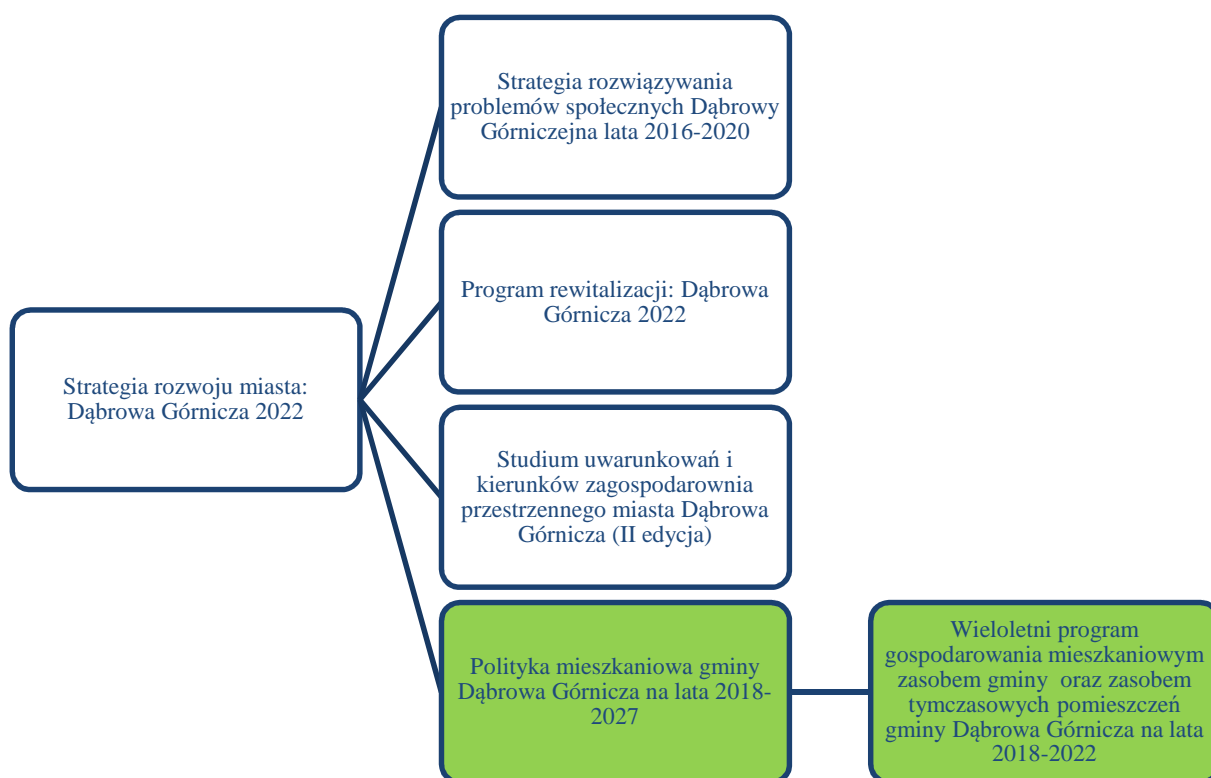 Strategia rozwiązywania
problemów społecznych Dąbrowy
Górniczejna lata 2016-2020
Program rewitalizacji: Dąbrowa
Górnicza 2022
Strategia rozwoju miasta:
Dąbrowa Górnicza 2022
Studium uwarunkowań i
kierunków zagospodarownia
przestrzennego miasta Dąbrowa
Górnicza (II edycja)
Polityka mieszkaniowa gminy
Dąbrowa Górnicza na lata 2018-
2027
Wieloletni program
gospodarowania mieszkaniowym
zasobem gminy oraz zasobem
tymczasowych pomieszczeń
gminy Dąbrowa Górnicza na lata
2018-2022